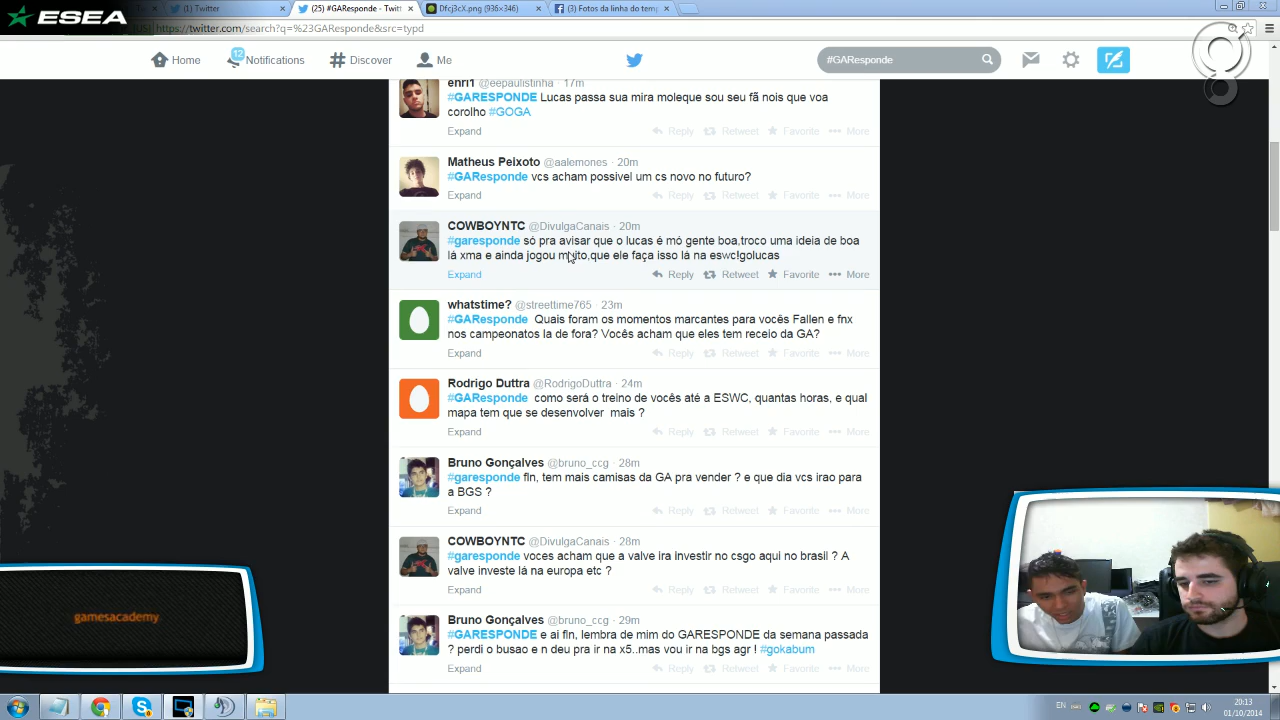 ESEA
(1) Twitter
(25) #GAResponde - Twitt
Dfcj3cX.png (936×346)
(3) Fotos da linha do temp
https://twitter.com/search?q=%23GAResponde&src=typd
Home
12
Notifications
Discover
Me
#GAResponde
enri1 @eepaulistinha · 17m
#GARESPONDE Lucas passa sua mira moleque sou seu fã nois que voa
corolho #GOGA
Expand
Reply Retweet Favorite More
Matheus Peixoto @aalemones · 20m
#GAResponde vcs acham possivel um cs novo no futuro?
Expand
Reply Retweet Favorite More
COWBOYNTC @DivulgaCanais · 20m
#garesponde só pra avisar que o lucas é mó gente boa,troco uma ideia de boa
lá xma e ainda jogou muito,que ele faça isso lá na eswc!golucas
Expand
Reply Retweet Favorite More
whatstime? @streettime765 · 23m
#GAResponde Quais foram os momentos marcantes para vocês Fallen e fnx
nos campeonatos la de fora? Vocês acham que eles tem receio da GA?
Expand
Reply Retweet Favorite More
Rodrigo Duttra @RodrigoDuttra · 24m
#GAResponde como será o treino de vocês até a ESWC, quantas horas, e qual
mapa tem que se desenvolver mais ?
Expand
Reply Retweet Favorite More
Bruno Gonçalves @bruno_ccg · 28m
#garesponde fln, tem mais camisas da GA pra vender ? e que dia vcs irao para
a BGS ?
Expand
Reply Retweet Favorite More
COWBOYNTC @DivulgaCanais · 28m
#garesponde voces acham que a valve ira investir no csgo aqui no brasil ? A
valve investe lá na europa etc ?
Expand
Reply Retweet Favorite More
Bruno Gonçalves @bruno_ccg · 29m
#GARESPONDE e ai fln, lembra de mim do GARESPONDE da semana passada
? perdi o busao e n deu pra ir na x5..mas vou ir na bgs agr ! #gokabum
Expand
Reply Retweet Favorite More
gamesacademy
EN
20:13
01/10/2014